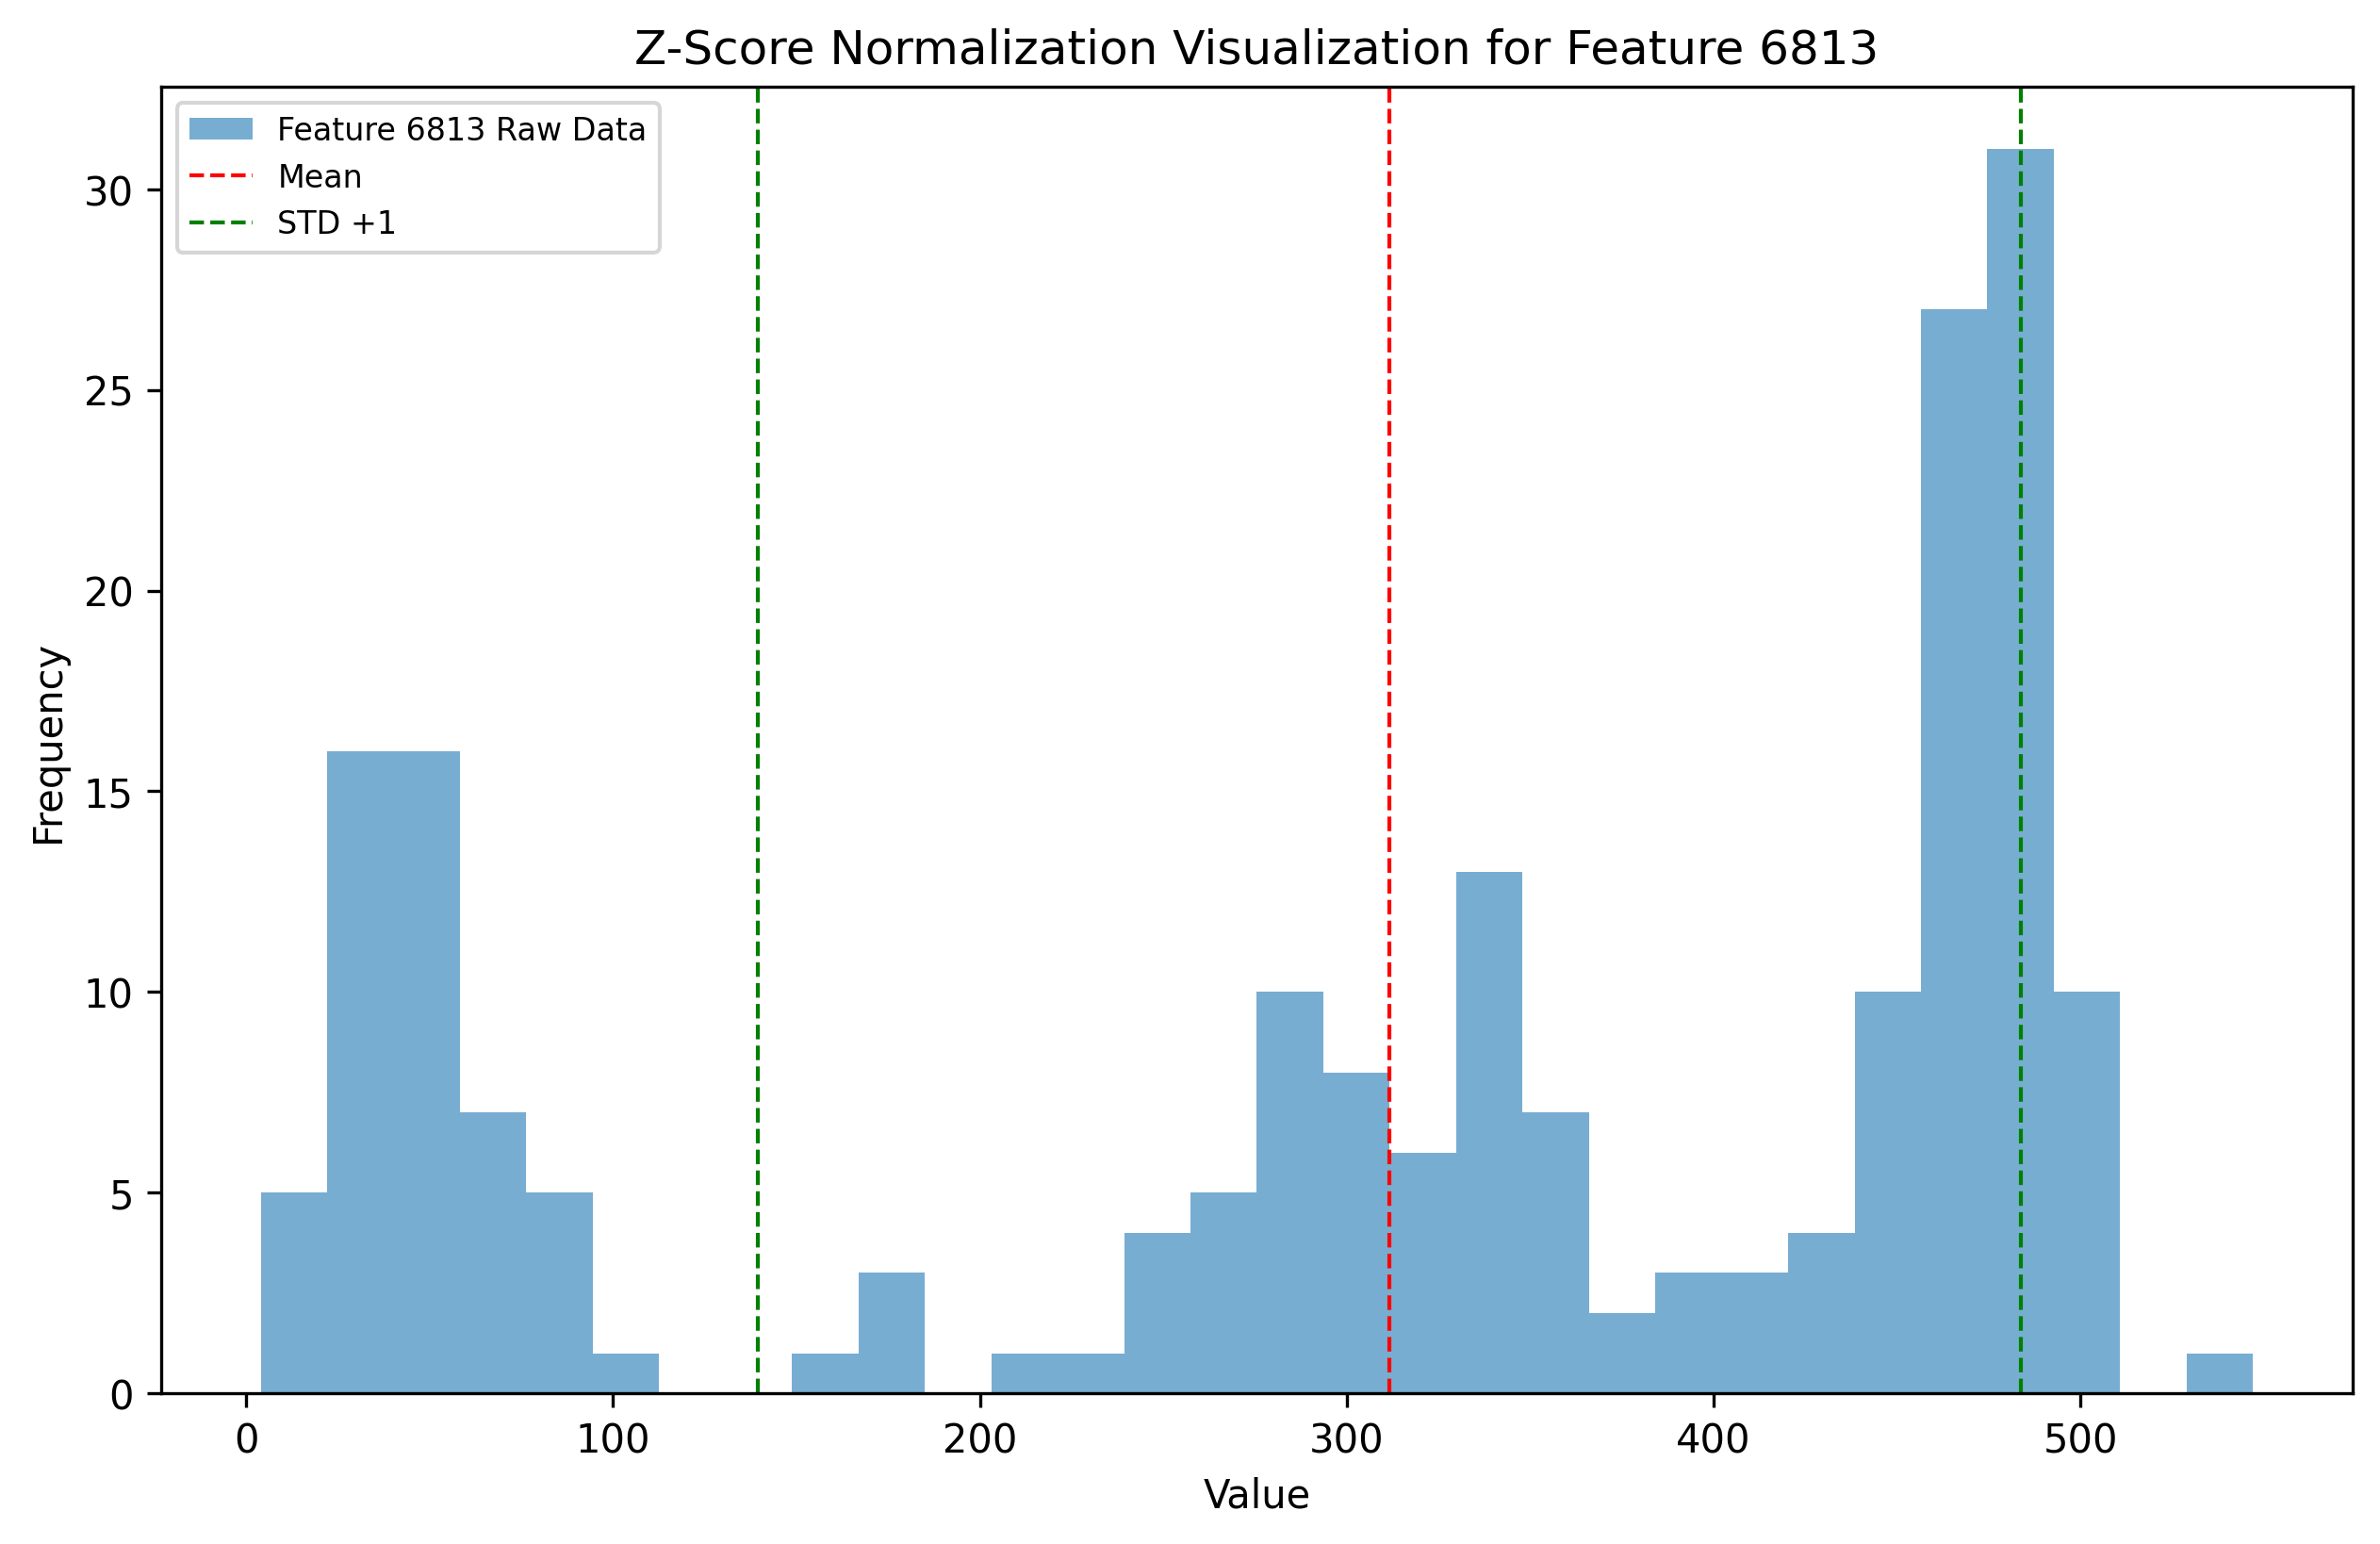 Z-Score Normalization Visualization for Feature 6813
Feature 6813 Raw Data
Mean
STD +1
Frequency
30
25
20
15
10
5
0
0 100 200 300 400 500
Value